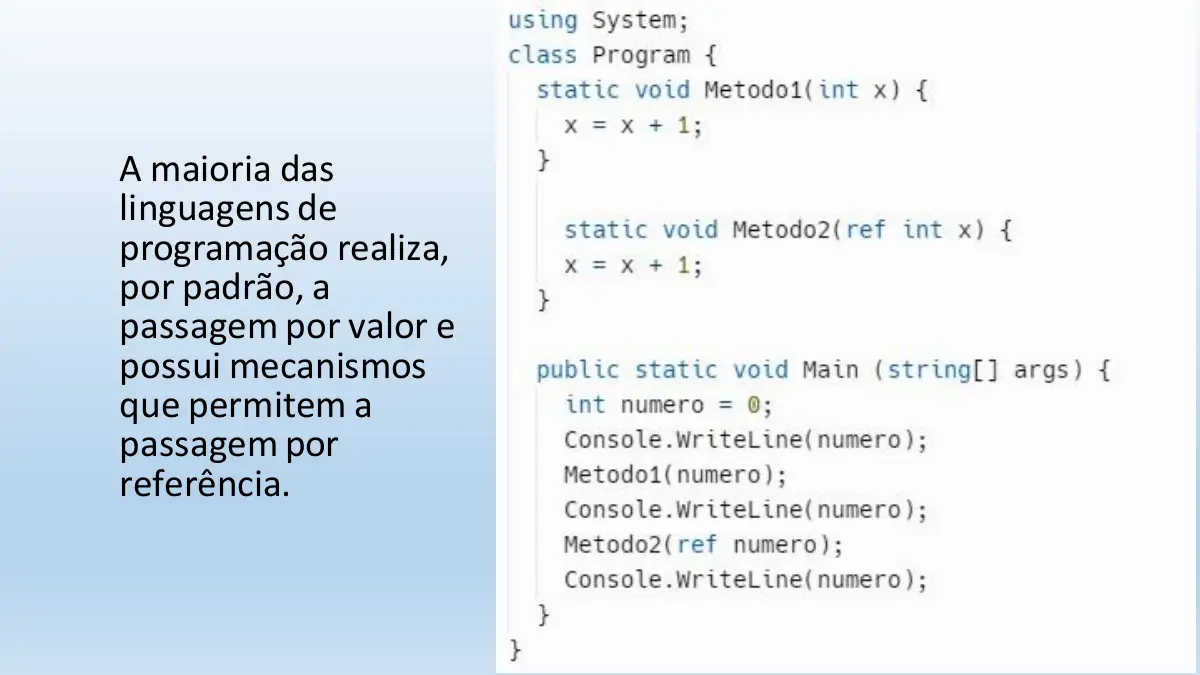 A maioria das
linguagens de
programação realiza,
por padrão, a
passagem por valor e
possui mecanismos
que permitem a
passagem por
referência.
using System;
class Program {
static void Metodo1(int x) {
x = x + 1;
}
static void Metodo2(ref int x) {
x = x + 1;
}
public static void Main (string[] args) {
int numero = 0;
Console.WriteLine(numero);
Metodo1(numero);
Console.WriteLine(numero);
Metodo2(ref numero);
Console.WriteLine(numero);
}
}